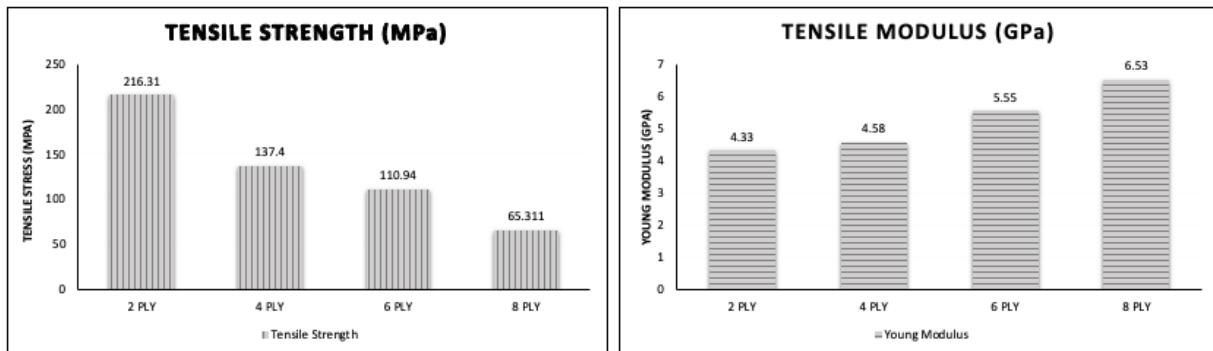 TENSILE STRENGTH (MPa)
TENSILE STRESS (MPA)
250
200
150
100
50
0
216.31
137.4
110.94
65.311
2 PLY
4 PLY
6 PLY
8 PLY
Tensile Strength
TENSILE MODULUS (GPa)
YOUNG MODULUS (GPA)
7
6
5
4
3
2
1
0
4.33
4.58
5.55
6.53
2 PLY
4 PLY
6 PLY
8 PLY
Young Modulus